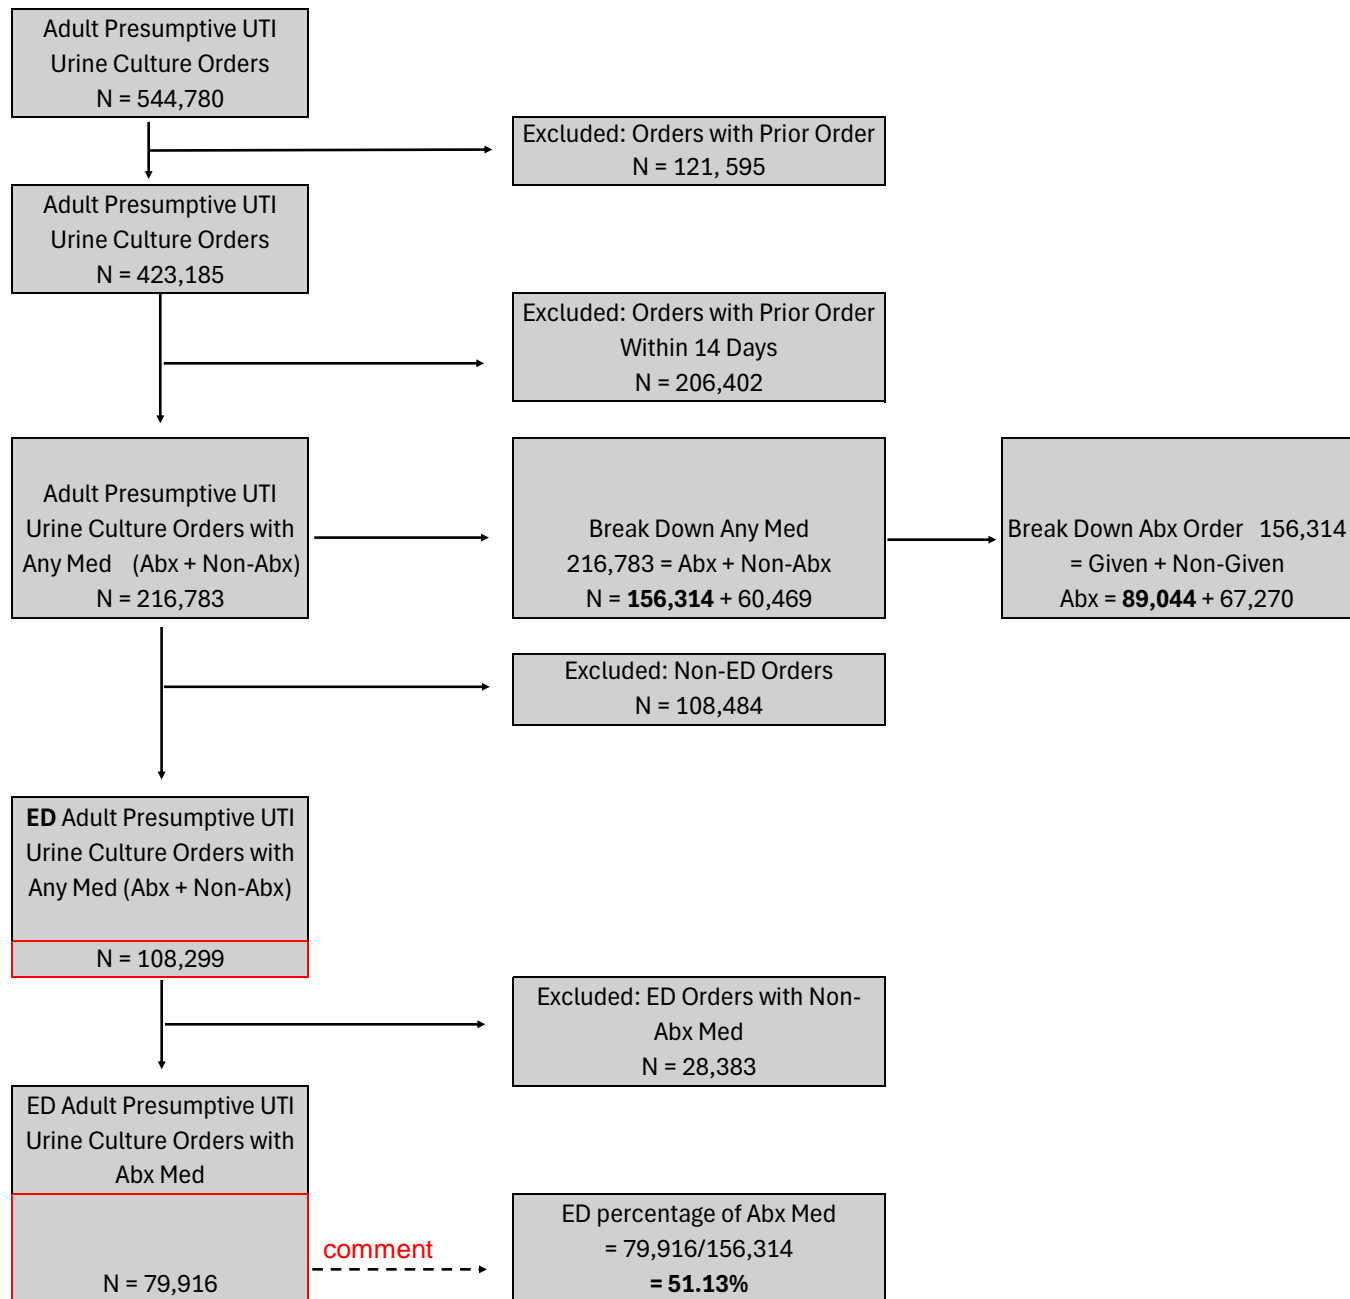 Adult Presumptive UTI
Urine Culture Orders
N = 544,780
Excluded: Orders with Prior Order
N = 121, 595
Adult Presumptive UTI
Urine Culture Orders
N = 423,185
Excluded: Orders with Prior Order
Within 14 Days
N = 206,402
Adult Presumptive UTI
Urine Culture Orders with
Any Med (Abx + Non-Abx)
N = 216,783
Break Down Any Med
216,783 = Abx + Non-Abx
N = 156,314 + 60,469
Break Down Abx Order 156,314
= Given + Non-Given
Abx = 89,044 + 67,270
Excluded: Non-ED Orders
N = 108,484
ED Adult Presumptive UTI
Urine Culture Orders with
Any Med (Abx + Non-Abx)
N = 108,299
Excluded: ED Orders with Non-
Abx Med
N = 28,383
ED Adult Presumptive UTI
Urine Culture Orders with
Abx Med
N = 79,916
comment
ED percentage of Abx Med
= 79,916/156,314
= 51.13%